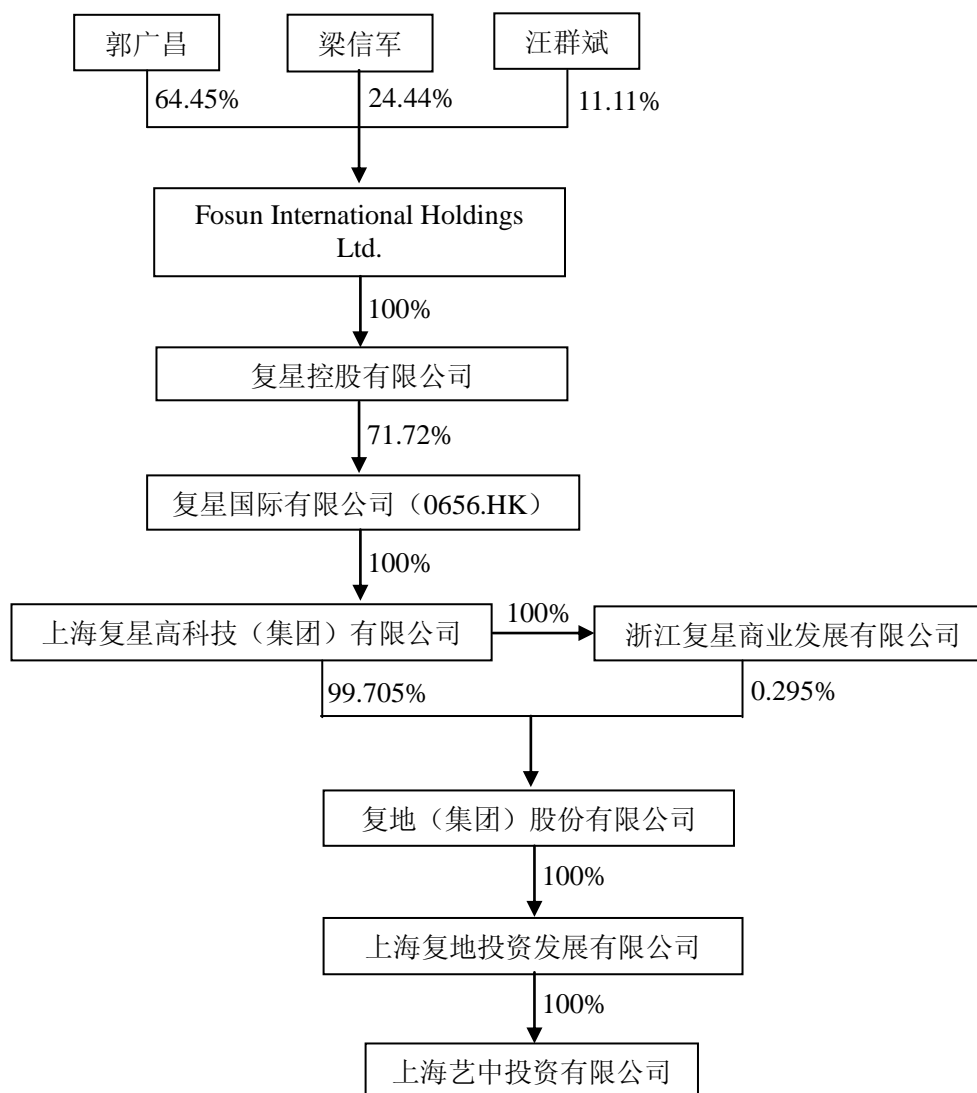 郭广昌
梁信军
汪群斌
64.45%
24.44%
11.11%
Fosun International Holdings
Ltd.
100%
复星控股有限公司
71.72%
复星国际有限公司（0656.HK）
100%
上海复星高科技（集团）有限公司
100%
浙江复星商业发展有限公司
99.705%
0.295%
复地（集团）股份有限公司
100%
上海复地投资发展有限公司
100%
上海艺中投资有限公司